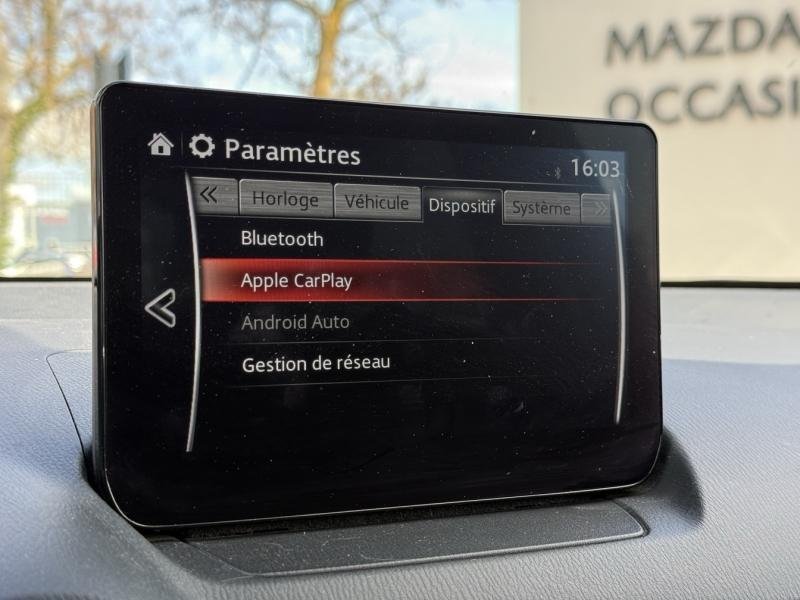 MAZDA
OCCASI
Paramètres
16:03
Horloge
Véhicule
Dispositif
Système
Bluetooth
Apple CarPlay
Android Auto
Gestion de réseau